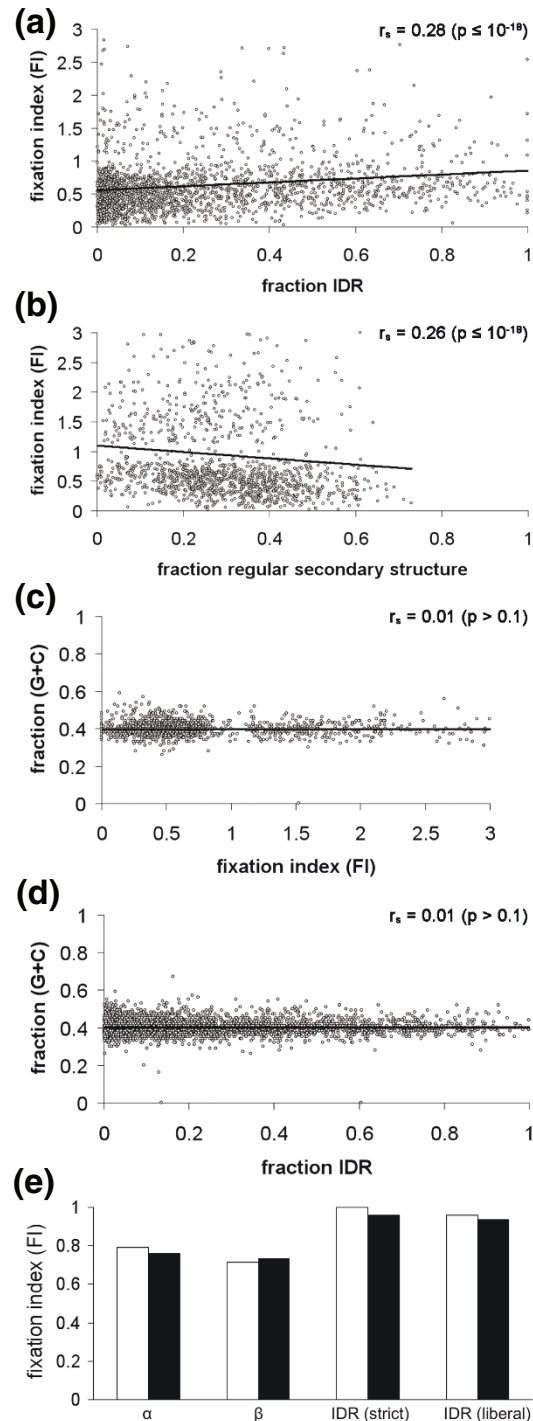 (a)
r_s = 0.28 (p ≤ 10⁻¹⁸)
fixation index (FI)
3
2.5
2
1.5
1
0.5
0
0 0.2 0.4 0.6 0.8 1
fraction IDR
(b)
r_s = 0.26 (p ≤ 10⁻¹⁸)
fixation index (FI)
3
2.5
2
1.5
1
0.5
0
0 0.2 0.4 0.6 0.8 1
fraction regular secondary structure
(c)
r_s = 0.01 (p > 0.1)
fraction (G+C)
1
0.8
0.6
0.4
0.2
0
0 0.5 1 1.5 2 2.5 3
fixation index (FI)
(d)
r_s = 0.01 (p > 0.1)
fraction (G+C)
1
0.8
0.6
0.4
0.2
0
0 0.2 0.4 0.6 0.8 1
fraction IDR
(e)
fixation index (FI)
1
0.8
0.6
0.4
0.2
0
α β IDR (strict) IDR (liberal)